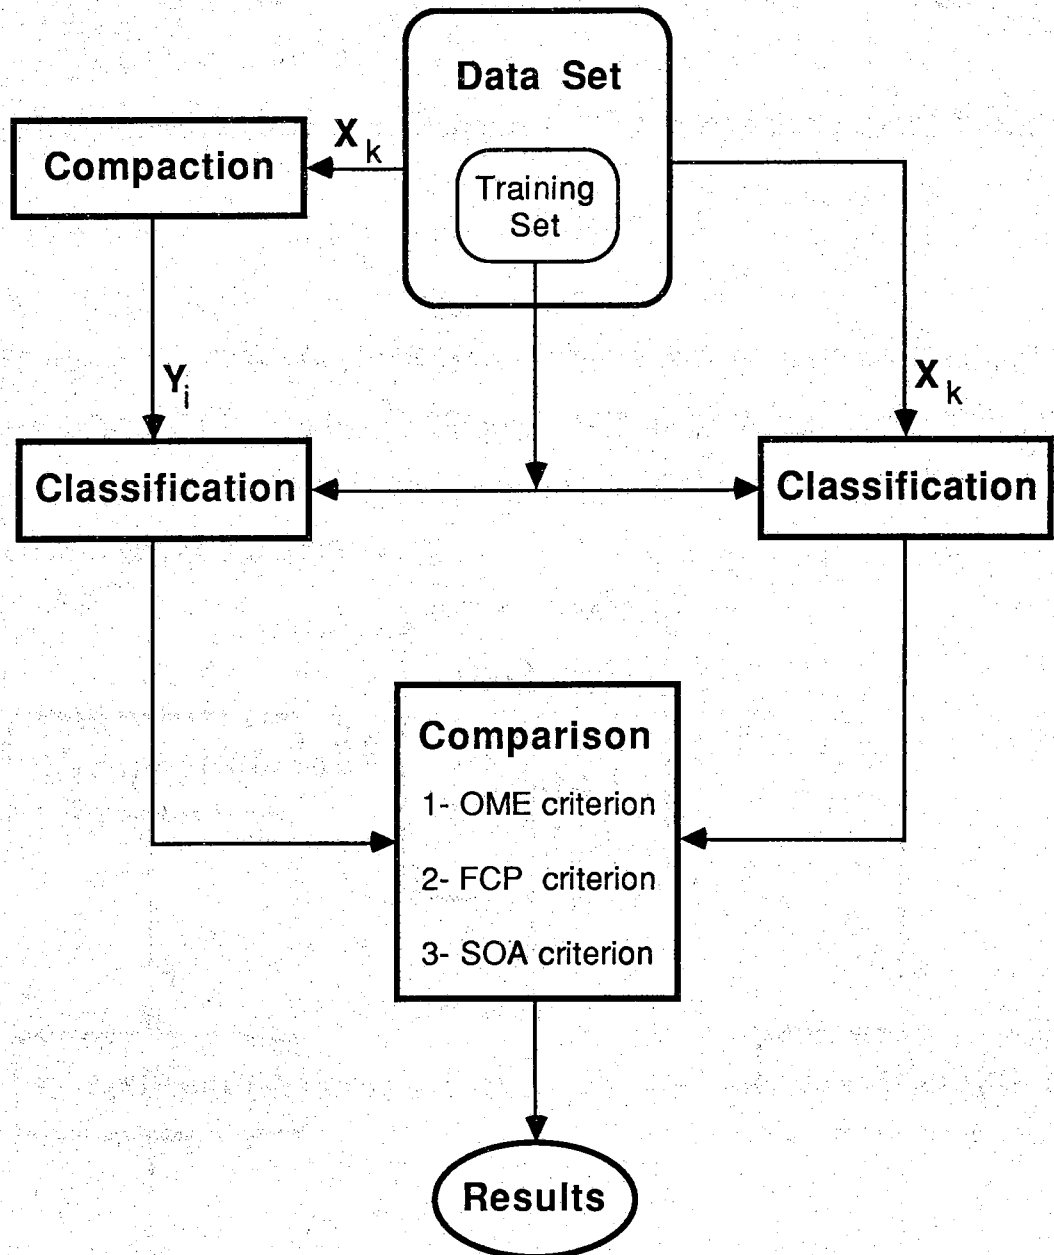 Data Set
X k
Compaction
Training
Set
Y i
X k
Classification
Classification
Comparison
1- OME criterion
2- FCP criterion
3- SOA criterion
Results